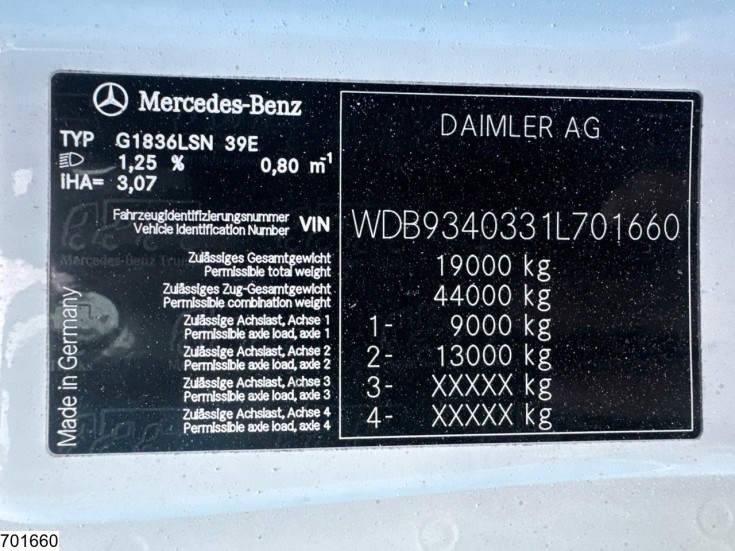 Mercedes-Benz
DAIMLER AG
TYP G1836LSN 39E
1,25 % 0,80 m-1
iHA= 3,07
Fahrzeugidentifizierungsnummer
Vehicle Identification Number VIN WDB9340331L701660
Zulässiges Gesamtgewicht
Permissible total weight 19000 kg
Zulässiges Zug-Gesamtgewicht
Permissible combination weight 44000 kg
Zulässige Achslast, Achse 1
Permissible axle load, axle 1 1- 9000 kg
Zulässige Achslast, Achse 2
Permissible axle load, axle 2 2- 13000 kg
Zulässige Achslast, Achse 3
Permissible axle load, axle 3 3- XXXXX kg
Zulässige Achslast, Achse 4
Permissible axle load, axle 4 4- XXXXX kg
Made in Germany
701660